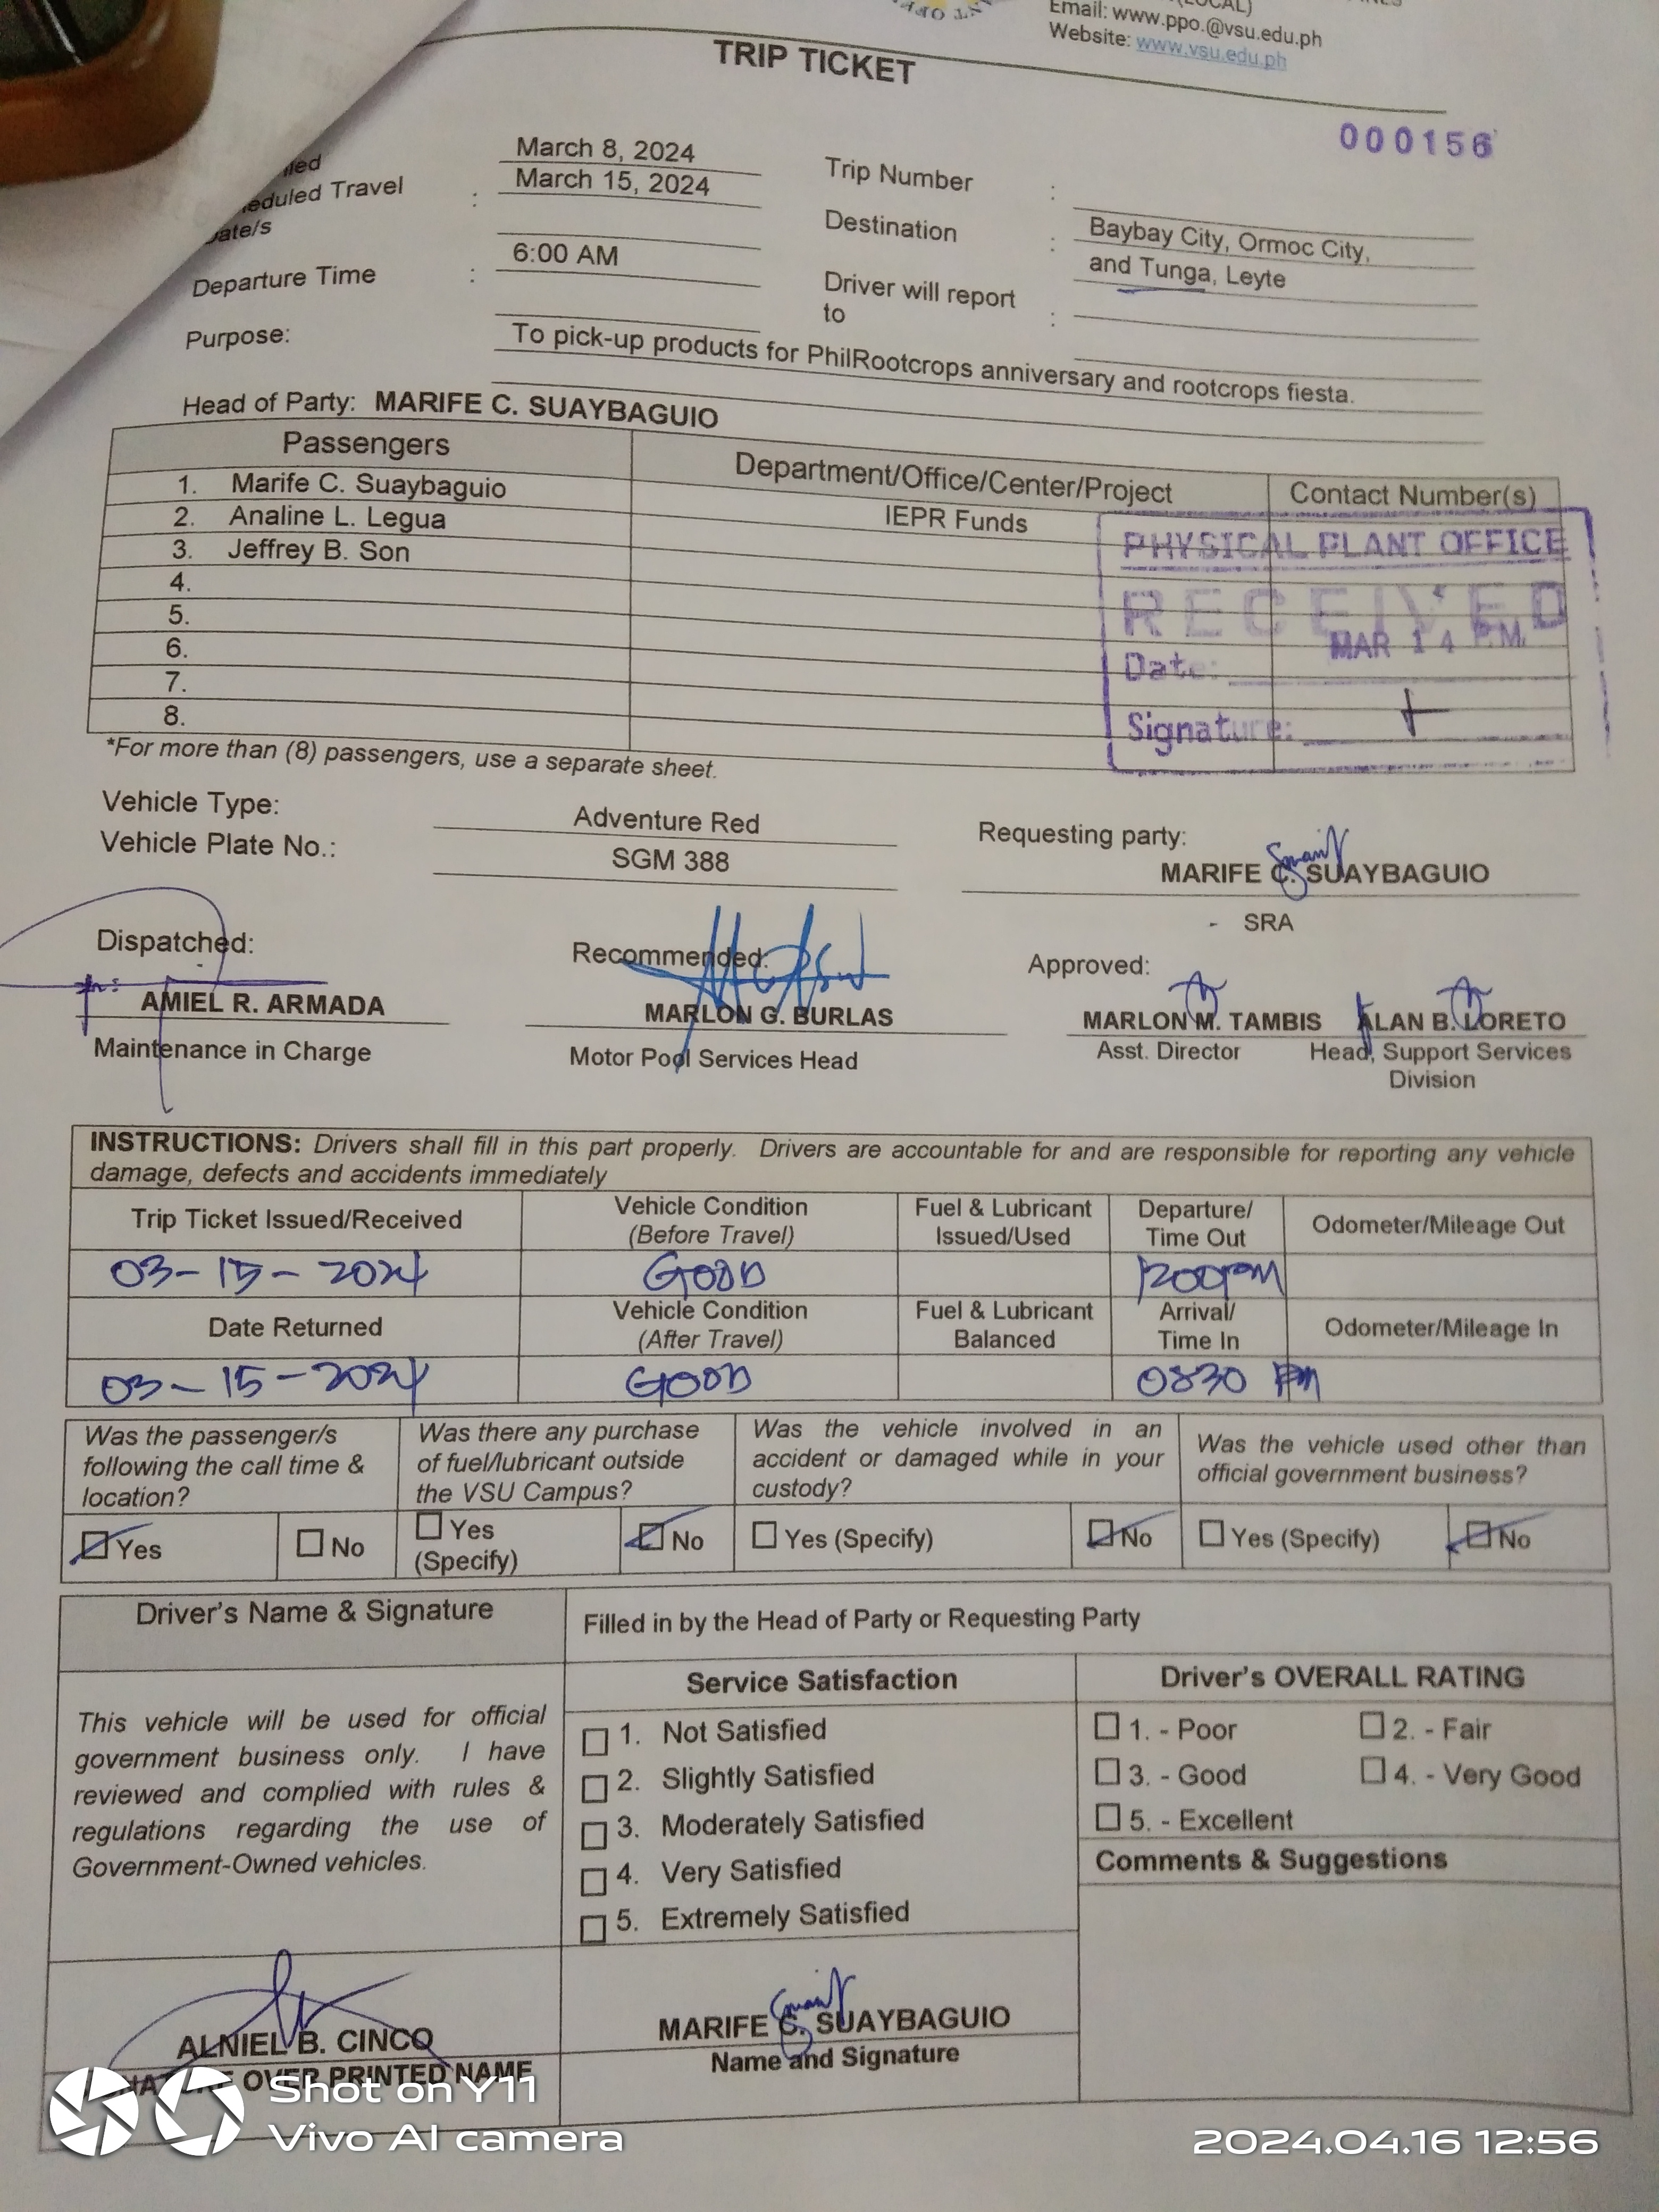 (LOCAL)
Email: www.ppo.@vsu.edu.ph
Website: www.vsu.edu.ph
TRIP TICKET
000156
March 8, 2024
March 15, 2024
Trip Number :
eduled Travel :
ate/s
Destination : Baybay City, Ormoc City,
and Tunga, Leyte
Departure Time : 6:00 AM
Driver will report
to :
Purpose: To pick-up products for PhilRootcrops anniversary and rootcrops fiesta.
Head of Party: MARIFE C. SUAYBAGUIO
Passengers Department/Office/Center/Project Contact Number(s)
1. Marife C. Suaybaguio IEPR Funds
2. Analine L. Legua
3. Jeffrey B. Son
4.
5.
6.
7.
8.
PHYSICAL PLANT OFFICE
RECEIVED
MAR 14 P.M.
Date:
Signature:
*For more than (8) passengers, use a separate sheet.
Vehicle Type: Adventure Red
Vehicle Plate No.: SGM 388
Requesting party:
MARIFE C. SUAYBAGUIO
- SRA
Dispatched: Recommended: Approved:
AMIEL R. ARMADA MARLON G. BURLAS MARLON M. TAMBIS ALAN B. LORETO
Maintenance in Charge Motor Pool Services Head Asst. Director Head, Support Services
Division
INSTRUCTIONS: Drivers shall fill in this part properly. Drivers are accountable for and are responsible for reporting any vehicle
damage, defects and accidents immediately
Trip Ticket Issued/Received Vehicle Condition Fuel & Lubricant Departure/ Odometer/Mileage Out
(Before Travel) Issued/Used Time Out
03-15-2024 GOOD 1200PM
Date Returned Vehicle Condition Fuel & Lubricant Arrival/ Odometer/Mileage In
(After Travel) Balanced Time In
03-15-2024 GOOD 0830 PM
Was the passenger/s
following the call time &
location?
Was there any purchase
of fuel/lubricant outside
the VSU Campus?
Was the vehicle involved in an
accident or damaged while in your
custody?
Was the vehicle used other than
official government business?
Yes No Yes No Yes (Specify) No Yes (Specify) No
(Specify)
Driver's Name & Signature Filled in by the Head of Party or Requesting Party
Service Satisfaction Driver's OVERALL RATING
This vehicle will be used for official
government business only. I have
reviewed and complied with rules &
regulations regarding the use of
Government-Owned vehicles.
1. Not Satisfied
2. Slightly Satisfied
3. Moderately Satisfied
4. Very Satisfied
5. Extremely Satisfied
1. - Poor 2. - Fair
3. - Good 4. - Very Good
5. - Excellent
Comments & Suggestions
ALNIEL B. CINCO MARIFE C. SUAYBAGUIO
OVER PRINTED NAME Name and Signature
Shot on Y11
Vivo AI camera
2024.04.16 12:56